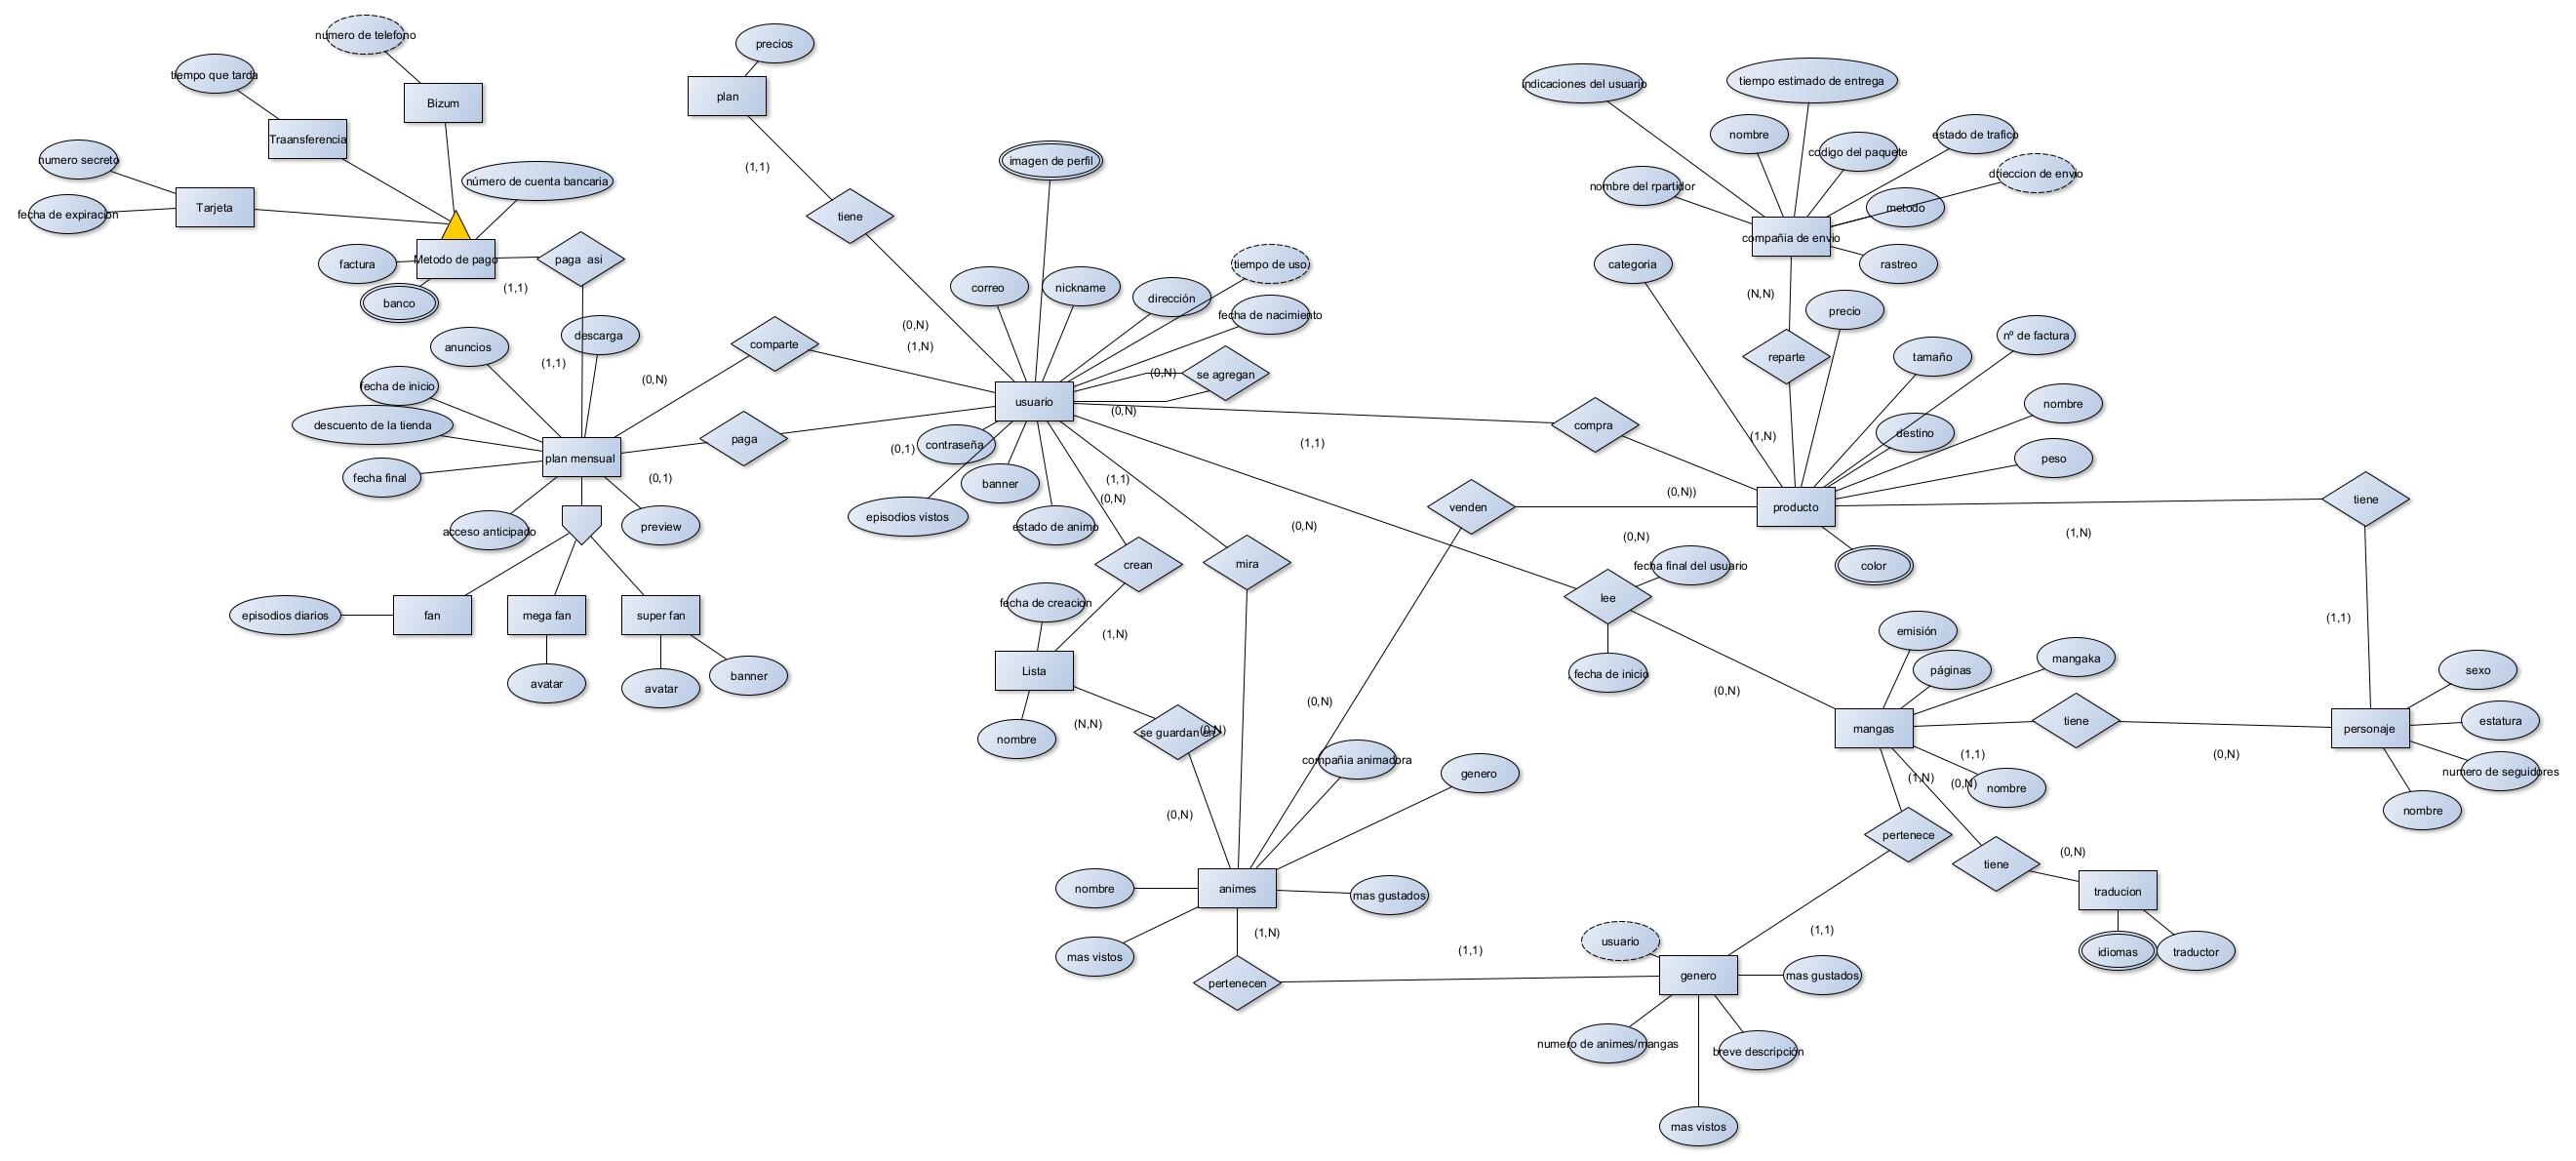 número de telefono
precios
tiempo que tarda
Bizum
plan
Traansferencia
numero secreto
Tarjeta
fecha de expiracion
número de cuenta bancaria
(1,1)
tiene
imagen de perfil
Metodo de pago
paga asi
factura
banco
(1,1)
(1,1)
descarga
anuncios
fecha de inicio
descuento de la tienda
fecha final
plan mensual
acceso anticipado
preview
(0,N)
comparte
(0,N)
(1,N)
paga
(0,1)
(0,1)
fan
mega fan
super fan
episodios diarios
avatar
avatar
banner
correo
nickname
dirección
tiempo de uso
fecha de nacimiento
(0,N)
se agregan
usuario
(0,N)
contraseña
banner
episodios vistos
estado de animo
(1,1)
(0,N)
crean
mira
(0,N)
(1,1)
fecha de creacion
(1,N)
Lista
nombre
(N,N)
se guardan en
(0,N)
(0,N)
(0,N)
compañia animadora
genero
nombre
animes
mas gustados
mas vistos
(1,N)
pertenecen
(1,1)
indicaciones del usuario
tiempo estimado de entrega
nombre
codigo del paquete
estado de trafico
drieccion de envio
nombre del rpartidor
metodo
compañia de envio
rastreo
categoria
(N,N)
precio
reparte
tamaño
nº de factura
nombre
destino
peso
compra
(1,N)
venden
(0,N))
producto
tiene
(1,N)
(0,N)
color
fecha final del usuario
lee
fecha de inicio
(0,N)
emisión
páginas
mangaka
(1,1)
mangas
tiene
personaje
sexo
estatura
numero de seguidores
nombre
(0,N)
(1,1)
(1,N)
(0,N)
nombre
pertenece
tiene
(0,N)
traducion
idiomas
traductor
(1,1)
usuario
genero
mas gustados
numero de animes/mangas
breve descripción
mas vistos